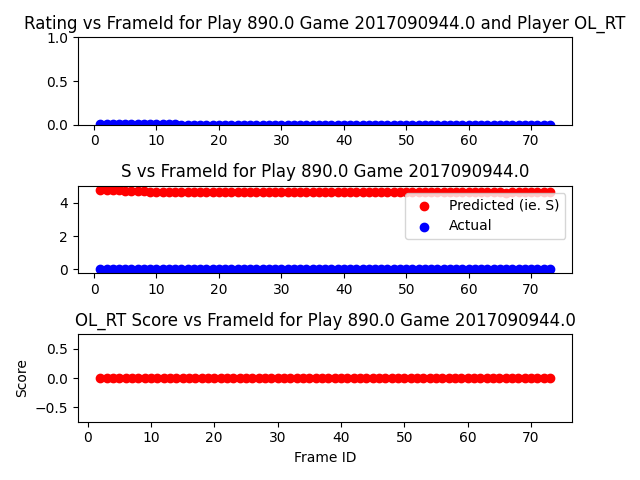 Rating vs FrameId for Play 890.0 Game 2017090944.0 and Player OL_RT
1.0
0.5
0.0
0 10 20 30 40 50 60 70
S vs FrameId for Play 890.0 Game 2017090944.0
4
2
0
Predicted (ie. S)
Actual
0 10 20 30 40 50 60 70
OL_RT Score vs FrameId for Play 890.0 Game 2017090944.0
Score
0.5
0.0
−0.5
0 10 20 30 40 50 60 70
Frame ID